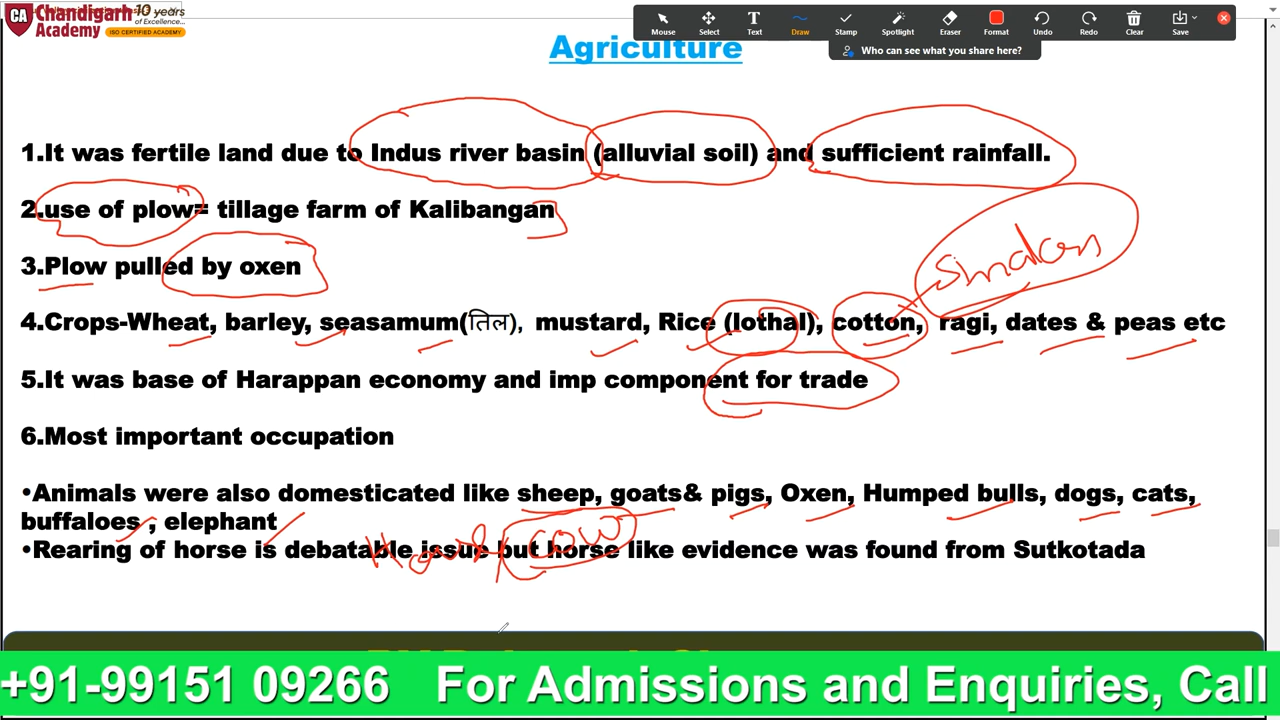 CA Chandigarh Academy 10 years of Excellence.. ISO CERTIFIED ACADEMY
Mouse Select Text Draw Stamp Spotlight Eraser Format Undo Redo Clear Save
Who can see what you share here?
Agriculture
1.It was fertile land due to Indus river basin (alluvial soil) and sufficient rainfall.
2.use of plow= tillage farm of Kalibangan
Sindon
3.Plow pulled by oxen
4.Crops-Wheat, barley, seasamum(तिल), mustard, Rice (lothal), cotton, ragi, dates & peas etc
5.It was base of Harappan economy and imp component for trade
6.Most important occupation
•Animals were also domesticated like sheep, goats& pigs, Oxen, Humped bulls, dogs, cats,
buffaloes , elephant
Horse/cow
•Rearing of horse is debatable issue but horse like evidence was found from Sutkotada
+91-99151 09266 For Admissions and Enquiries, Call